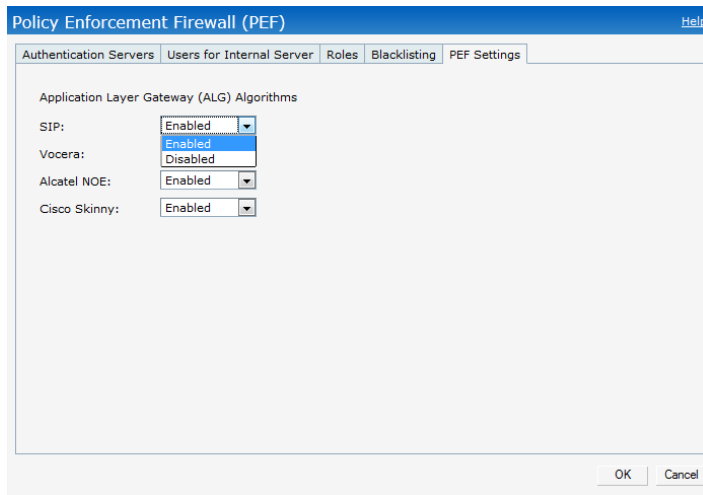 Policy Enforcement Firewall (PEF) Help
Authentication Servers Users for Internal Server Roles Blacklisting PEF Settings
Application Layer Gateway (ALG) Algorithms
SIP: Enabled
Enabled
Vocera: Disabled
Alcatel NOE: Enabled
Cisco Skinny: Enabled
OK Cancel